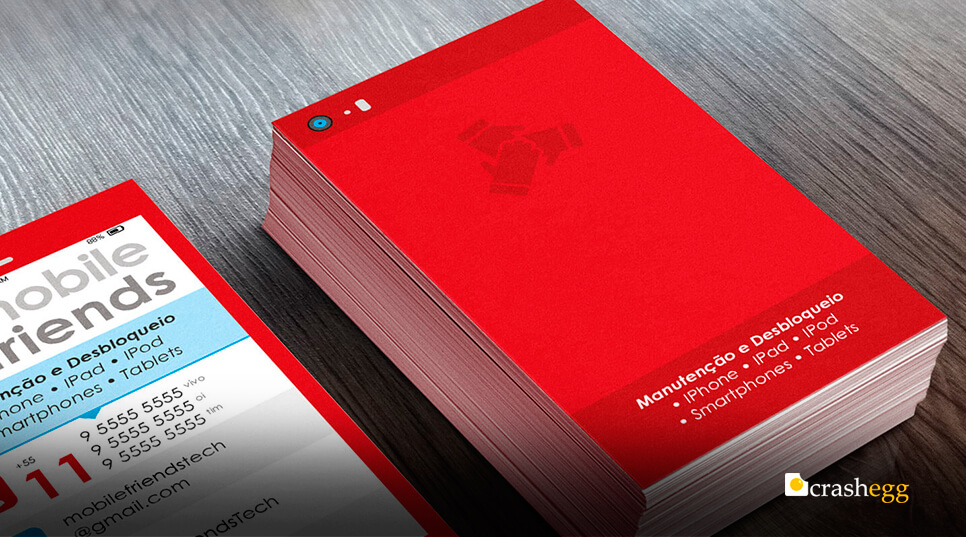 88%
mobile
friends
nção e Desbloqueio
hone • IPad • IPod
martphones • Tablets
+55
11
9 5555 5555 vivo
9 5555 5555 oi
9 5555 5555 tim
mobilefriendstech
@gmail.com
ndsTech
Manutenção e Desbloqueio
• IPhone • IPad • IPod
• Smartphones • Tablets
crashegg